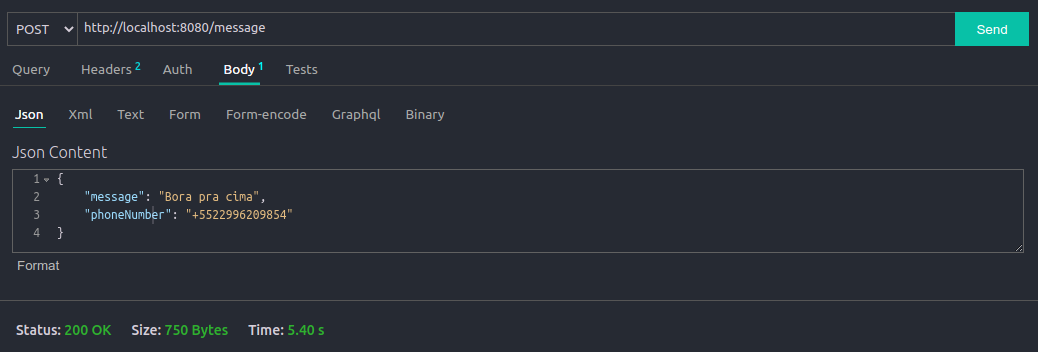 POST http://localhost:8080/message Send
Query Headers 2 Auth Body 1 Tests
Json Xml Text Form Form-encode Graphql Binary
Json Content
1 {
2 "message": "Bora pra cima",
3 "phoneNumber": "+5522996209854"
4 }
Format
Status: 200 OK Size: 750 Bytes Time: 5.40 s